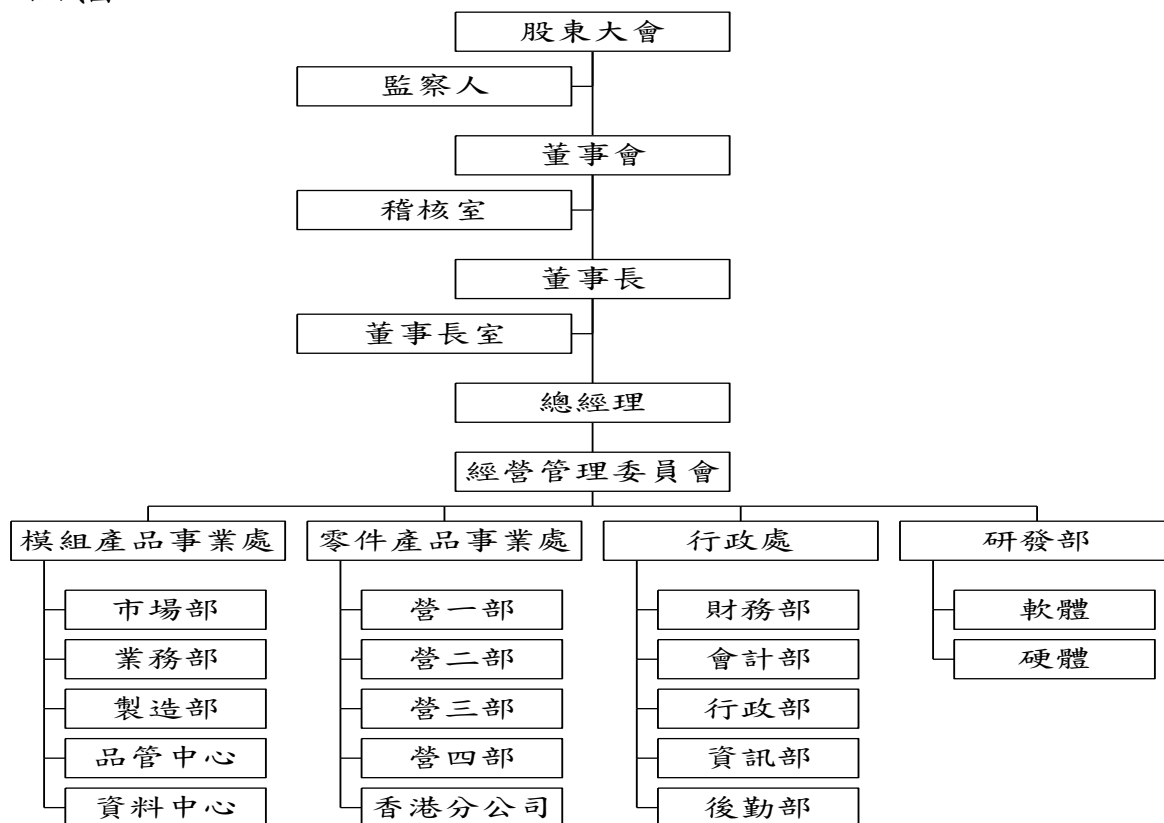 股東大會
監察人
董事會
稽核室
董事長
董事長室
總經理
經營管理委員會
模組產品事業處
零件產品事業處
行政處
研發部
市場部
營一部
財務部
軟體
業務部
營二部
會計部
硬體
製造部
營三部
行政部
品管中心
營四部
資訊部
資料中心
香港分公司
後勤部